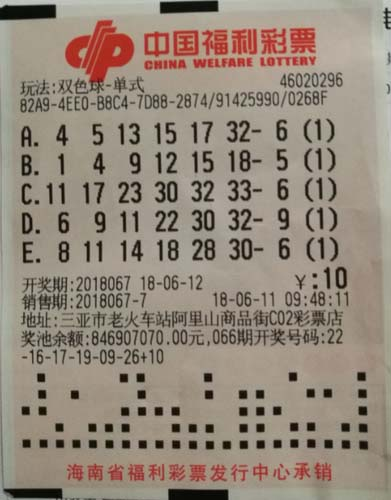 中国福利彩票
CHINA WELFARE LOTTERY
玩法:双色球-单式 46020296
82A9-4EE0-B8C4-7D88-2874/91425990/0268F
A. 4 5 13 15 17 32- 6 (1)
B. 1 4 9 12 15 18- 5 (1)
C. 11 17 23 30 32 33- 6 (1)
D. 6 9 11 22 30 32- 9 (1)
E. 8 11 14 18 28 30- 6 (1)
开奖期:2018067 18-06-12 ¥:10
销售期:2018067-7 18-06-11 09:48:11
地址:三亚市老火车站阿里山商品街C02彩票店
奖池余额:846907070.00元,066期开奖号码:22
-16-17-19-09-26+10
海南省福利彩票发行中心承销